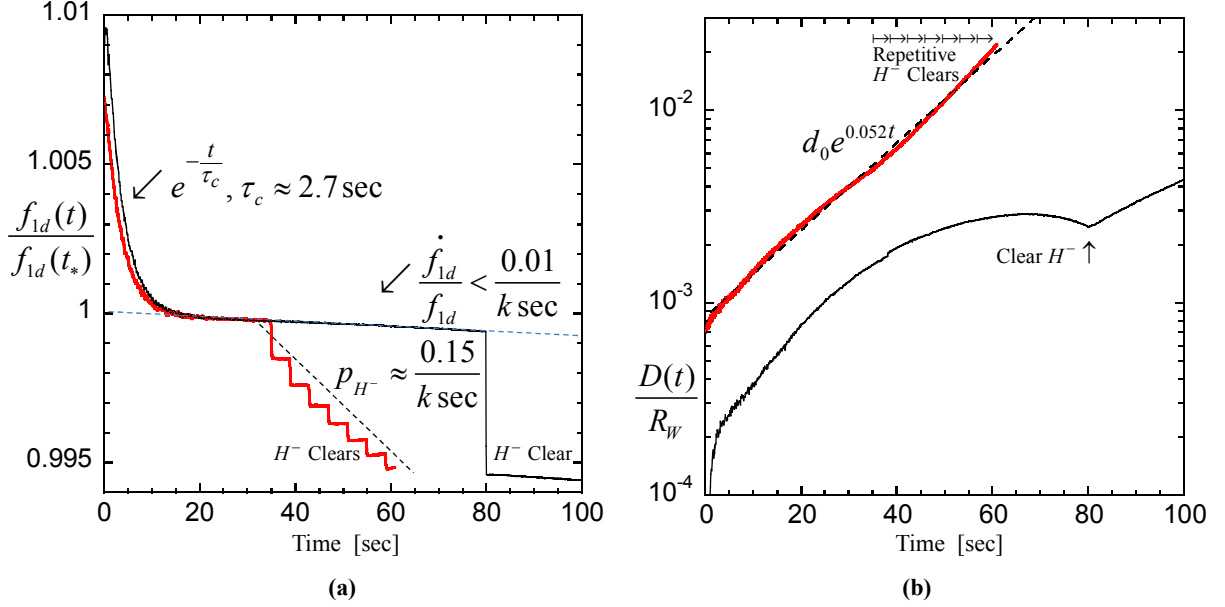 1.01
1.005
1
0.995
f_{1d}(t)
f_{1d}(t_*)
↙ e^{-t/τ_c}, τ_c ≈ 2.7 sec
↙ \dot{f}_{1d} / f_{1d} < 0.01 / k sec
p_{H^-} ≈ 0.15 / k sec
H⁻ Clears
H⁻ Clear
0 20 40 60 80 100
Time [sec]
(a)
10⁻²
10⁻³
10⁻⁴
D(t)
R_W
Repetitive
H⁻ Clears
d_0 e^{0.052t}
Clear H⁻ ↑
0 20 40 60 80 100
Time [sec]
(b)